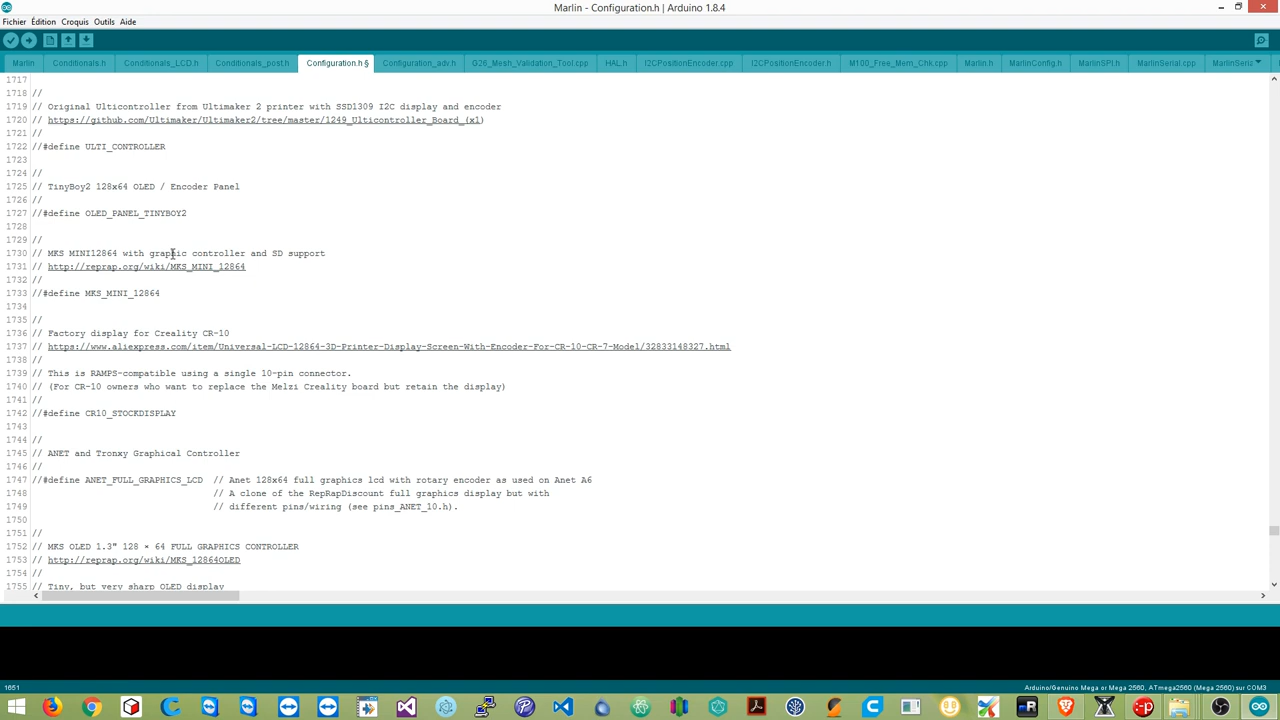 Marlin - Configuration.h | Arduino 1.8.4
Fichier Édition Croquis Outils Aide
Marlin Conditionals.h Conditionals_LCD.h Conditionals_post.h Configuration.h § Configuration_adv.h G26_Mesh_Validation_Tool.cpp HAL.h I2CPositionEncoder.cpp I2CPositionEncoder.h M100_Free_Mem_Chk.cpp Marlin.h MarlinConfig.h MarlinSPI.h MarlinSerial.cpp MarlinSeria
1717
1718 //
1719 // Original Ulticontroller from Ultimaker 2 printer with SSD1309 I2C display and encoder
1720 // https://github.com/Ultimaker/Ultimaker2/tree/master/1249_Ulticontroller_Board_(x1)
1721 //
1722 //#define ULTI_CONTROLLER
1723
1724 //
1725 // TinyBoy2 128x64 OLED / Encoder Panel
1726 //
1727 //#define OLED_PANEL_TINYBOY2
1728
1729 //
1730 // MKS MINI12864 with graphic controller and SD support
1731 // http://reprap.org/wiki/MKS_MINI_12864
1732 //
1733 //#define MKS_MINI_12864
1734
1735 //
1736 // Factory display for Creality CR-10
1737 // https://www.aliexpress.com/item/Universal-LCD-12864-3D-Printer-Display-Screen-With-Encoder-For-CR-10-CR-7-Model/32833148327.html
1738 //
1739 // This is RAMPS-compatible using a single 10-pin connector.
1740 // (For CR-10 owners who want to replace the Melzi Creality board but retain the display)
1741 //
1742 //#define CR10_STOCKDISPLAY
1743
1744 //
1745 // ANET and Tronxy Graphical Controller
1746 //
1747 //#define ANET_FULL_GRAPHICS_LCD // Anet 128x64 full graphics lcd with rotary encoder as used on Anet A6
1748 // A clone of the RepRapDiscount full graphics display but with
1749 // different pins/wiring (see pins_ANET_10.h).
1750
1751 //
1752 // MKS OLED 1.3" 128 × 64 FULL GRAPHICS CONTROLLER
1753 // http://reprap.org/wiki/MKS_12864OLED
1754 //
1755 // Tiny, but very sharp OLED display
1651 Arduino/Genuino Mega or Mega 2560, ATmega2560 (Mega 2560) sur COM3